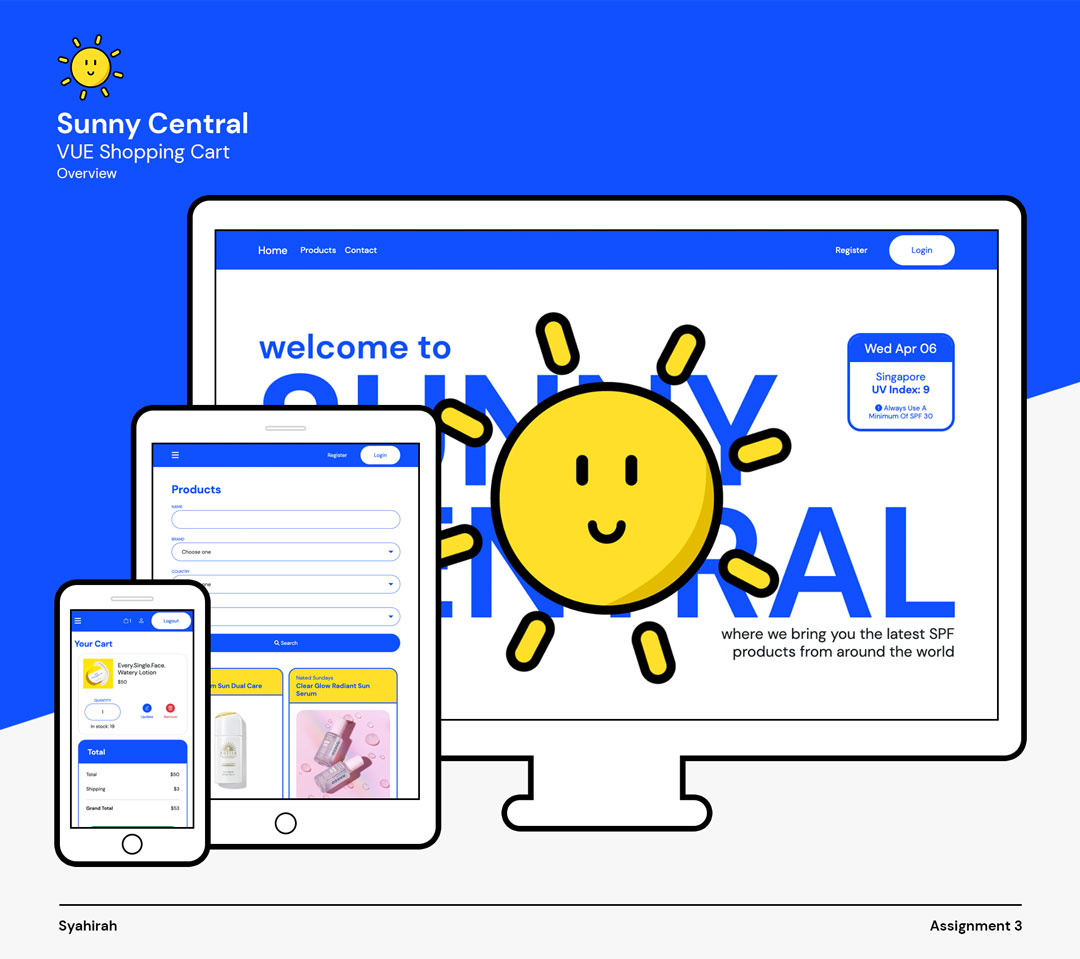 Sunny Central
VUE Shopping Cart
Overview
Home Products Contact Register Login
welcome to
SUNNY
CENTRAL
where we bring you the latest SPF
products from around the world
Wed Apr 06
Singapore
UV Index: 9
Always Use A
Minimum Of SPF 30
Register Login
Products
NAME
BRAND
Choose one
COUNTRY
one
Search
m Sun Dual Care
Naked Sundays
Clear Glow Radiant Sun
Serum
1 Logout
Your Cart
Every.Single.Face.
Watery Lotion
$50
QUANTITY
1
Update Remove
In stock: 19
Total
Total $50
Shipping $3
Grand Total $53
Syahirah Assignment 3